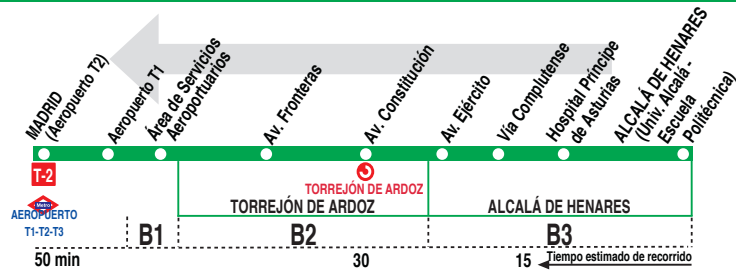 MADRID
(Aeropuerto T2)
Aeropuerto T1
Área de Servicios
Aeroportuarios
Av. Fronteras
Av. Constitución
Av. Ejército
Vía Complutense
Hospital Príncipe
de Asturias
ALCALÁ DE HENARES
(Univ. Alcalá -
Escuela
Politécnica)
T-2
Metro
AEROPUERTO
T1-T2-T3
TORREJÓN DE ARDOZ
TORREJÓN DE ARDOZ
ALCALÁ DE HENARES
B1
B2
B3
50 min
30
15
Tiempo estimado de recorrido